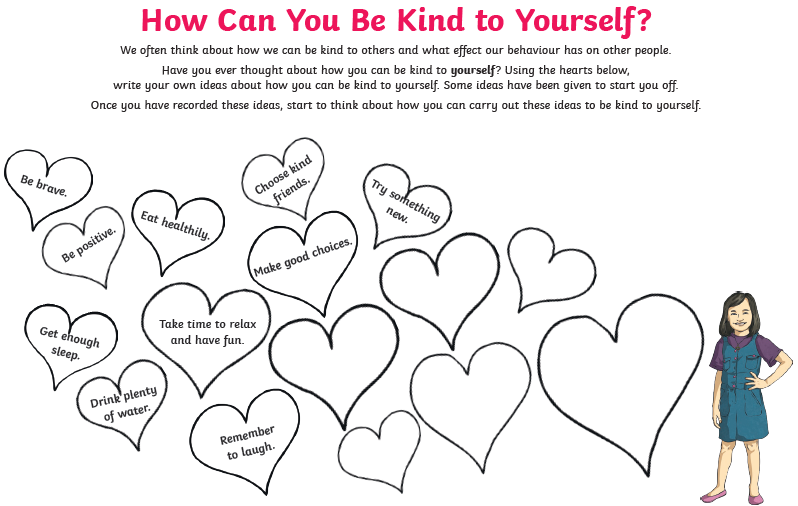 How Can You Be Kind to Yourself?
We often think about how we can be kind to others and what effect our behaviour has on other people.
Have you ever thought about how you can be kind to yourself? Using the hearts below,
write your own ideas about how you can be kind to yourself. Some ideas have been given to start you off.
Once you have recorded these ideas, start to think about how you can carry out these ideas to be kind to yourself.
Be brave.
Be positive.
Eat healthily.
Choose kind
friends.
Try something
new.
Make good choices.
Get enough
sleep.
Take time to relax
and have fun.
Drink plenty
of water.
Remember
to laugh.